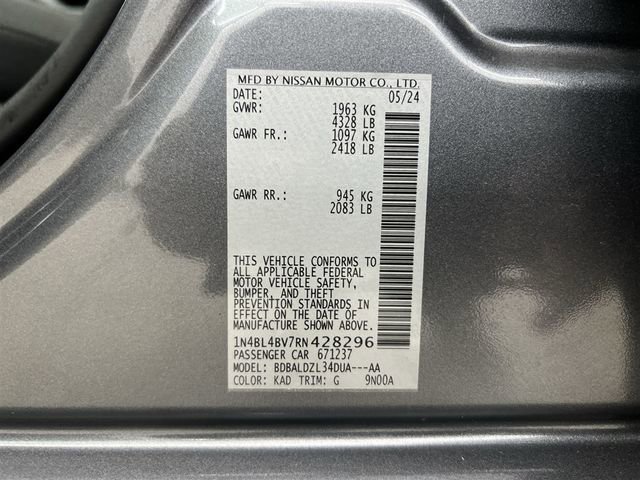 MFD BY NISSAN MOTOR CO., LTD.
DATE: 05/24
GVWR: 1963 KG
4328 LB
GAWR FR.: 1097 KG
2418 LB
GAWR RR.: 945 KG
2083 LB
THIS VEHICLE CONFORMS TO
ALL APPLICABLE FEDERAL
MOTOR VEHICLE SAFETY,
BUMPER, AND THEFT
PREVENTION STANDARDS IN
EFFECT ON THE DATE OF
MANUFACTURE SHOWN ABOVE.
1N4BL4BV7RN428296
PASSENGER CAR 671237
MODEL: BDBALDZL34DUA---AA
COLOR: KAD TRIM: G 9N00A